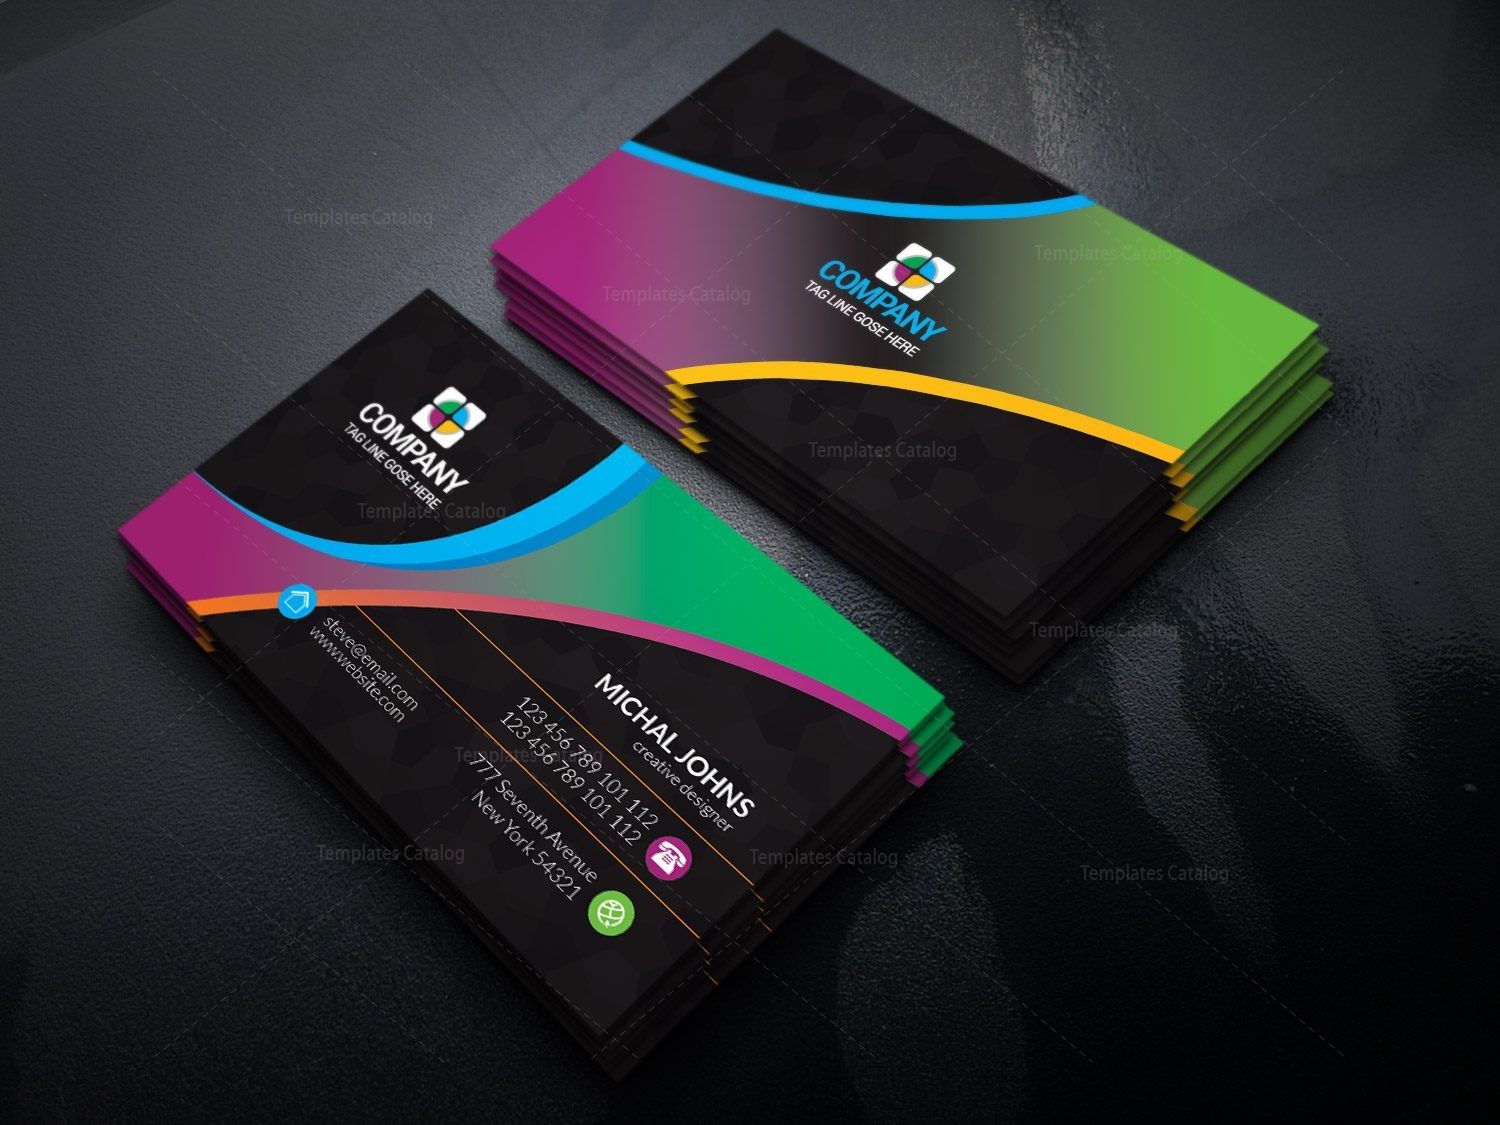 COMPANY
TAG LINE GOSE HERE
COMPANY
TAG LINE GOSE HERE
MICHAL JOHNS
creative designer
123 456 789 101 112
123 456 789 101 112
777 Seventh Avenue
New York 54321
steve@email.com
www.website.com
Templates Catalog
Templates Catalog
Templates Catalog
Templates Catalog
Templates Catalog
Templates Catalog
Templates Catalog
Templates Catalog
Templates Catalog
Templates Catalog